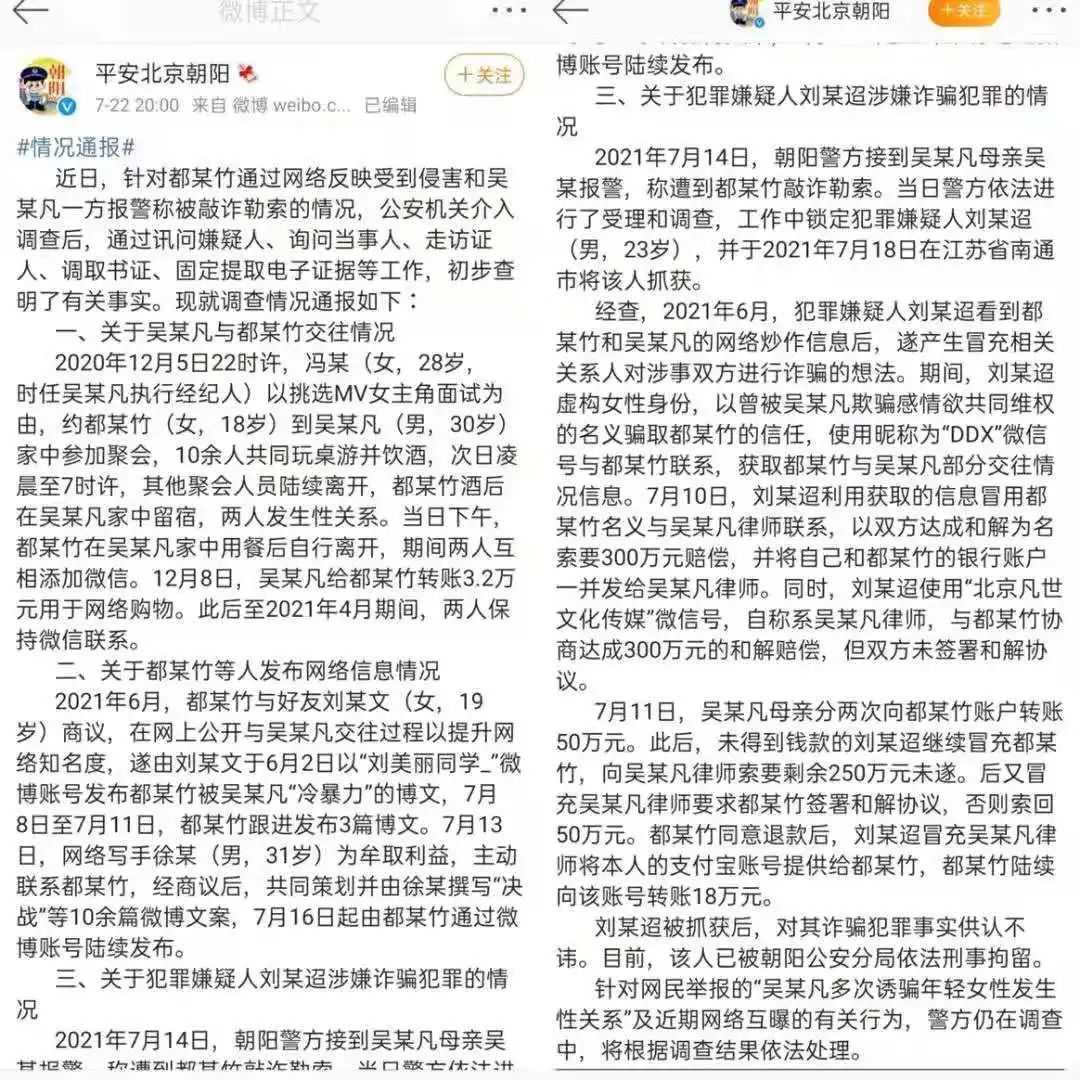 微博正文
平安北京朝阳
7-22 20:00 来自 微博 weibo.c... 已编辑
+关注
#情况通报#
近日，针对都某竹通过网络反映受到侵害和吴
某凡一方报警称被敲诈勒索的情况，公安机关介入
调查后，通过讯问嫌疑人、询问当事人、走访证
人、调取书证、固定提取电子证据等工作，初步查
明了有关事实。现就调查情况通报如下：
一、关于吴某凡与都某竹交往情况
2020年12月5日22时许，冯某（女，28岁，
时任吴某凡执行经纪人）以挑选MV女主角面试为
由，约都某竹（女，18岁）到吴某凡（男，30岁）
家中参加聚会，10余人共同玩桌游并饮酒，次日凌
晨至7时许，其他聚会人员陆续离开，都某竹酒后
在吴某凡家中留宿，两人发生性关系。当日下午，
都某竹在吴某凡家中用餐后自行离开，期间两人互
相添加微信。12月8日，吴某凡给都某竹转账3.2万
元用于网络购物。此后至2021年4月期间，两人保
持微信联系。
二、关于都某竹等人发布网络信息情况
2021年6月，都某竹与好友刘某文（女，19
岁）商议，在网上公开与吴某凡交往过程以提升网
络知名度，遂由刘某文于6月2日以“刘美丽同学_”微
博账号发布都某竹被吴某凡“冷暴力”的博文，7月
8日至7月11日，都某竹跟进发布3篇博文。7月13
日，网络写手徐某（男，31岁）为牟取利益，主动
联系都某竹，经商议后，共同策划并由徐某撰写“决
战”等10余篇微博文案，7月16日起由都某竹通过微
博账号陆续发布。
三、关于犯罪嫌疑人刘某迢涉嫌诈骗犯罪的情
况
2021年7月14日，朝阳警方接到吴某凡母亲吴
某报警，称遭到都某竹敲诈勒索。当日警方依法进
平安北京朝阳
+关注
博账号陆续发布。
三、关于犯罪嫌疑人刘某迢涉嫌诈骗犯罪的情
况
2021年7月14日，朝阳警方接到吴某凡母亲吴
某报警，称遭到都某竹敲诈勒索。当日警方依法进
行了受理和调查，工作中锁定犯罪嫌疑人刘某迢
（男，23岁），并于2021年7月18日在江苏省南通
市将该人抓获。
经查，2021年6月，犯罪嫌疑人刘某迢看到都
某竹和吴某凡的网络炒作信息后，遂产生冒充相关
关系人对涉事双方进行诈骗的想法。期间，刘某迢
虚构女性身份，以曾被吴某凡欺骗感情欲共同维权
的名义骗取都某竹的信任，使用昵称为“DDX”微信
号与都某竹联系，获取都某竹与吴某凡部分交往情
况信息。7月10日，刘某迢利用获取的信息冒用都
某竹名义与吴某凡律师联系，以双方达成和解为名
索要300万元赔偿，并将自己和都某竹的银行账户
一并发给吴某凡律师。同时，刘某迢使用“北京凡世
文化传媒”微信号，自称系吴某凡律师，与都某竹协
商达成300万元的和解赔偿，但双方未签署和解协
议。
7月11日，吴某凡母亲分两次向都某竹账户转账
50万元。此后，未得到钱款的刘某迢继续冒充都某
竹，向吴某凡律师索要剩余250万元未遂。后又冒
充吴某凡律师要求都某竹签署和解协议，否则索回
50万元。都某竹同意退款后，刘某迢冒充吴某凡律
师将本人的支付宝账号提供给都某竹，都某竹陆续
向该账号转账18万元。
刘某迢被抓获后，对其诈骗犯罪事实供认不
讳。目前，该人已被朝阳公安分局依法刑事拘留。
针对网民举报的“吴某凡多次诱骗年轻女性发生
性关系”及近期网络互曝的有关行为，警方仍在调查
中，将根据调查结果依法处理。